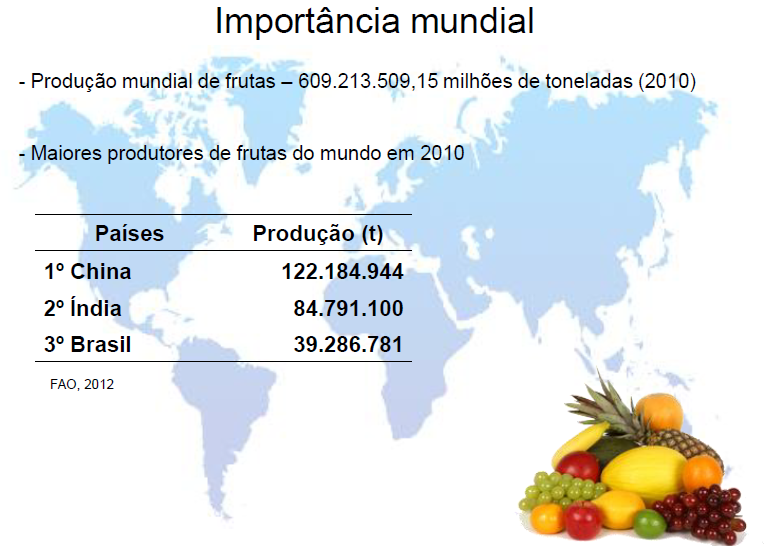 Importância mundial
- Produção mundial de frutas – 609.213.509,15 milhões de toneladas (2010)
- Maiores produtores de frutas do mundo em 2010
Países Produção (t)
1º China 122.184.944
2º Índia 84.791.100
3º Brasil 39.286.781
FAO, 2012